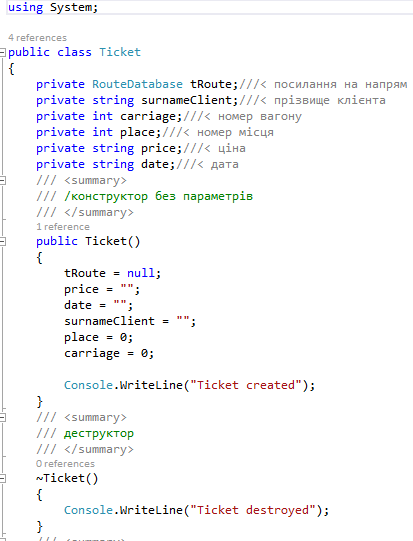 using System;
4 references
public class Ticket
{
private RouteDatabase tRoute;///< посилання на напрям
private string surnameClient;///< прізвище клієнта
private int carriage;///< номер вагону
private int place;///< номер місця
private string price;///< ціна
private string date;///< дата
/// <summary>
/// /конструктор без параметрів
/// </summary>
1 reference
public Ticket()
{
tRoute = null;
price = "";
date = "";
surnameClient = "";
place = 0;
carriage = 0;
Console.WriteLine("Ticket created");
}
/// <summary>
/// деструктор
/// </summary>
0 references
~Ticket()
{
Console.WriteLine("Ticket destroyed");
}
/// <summary>